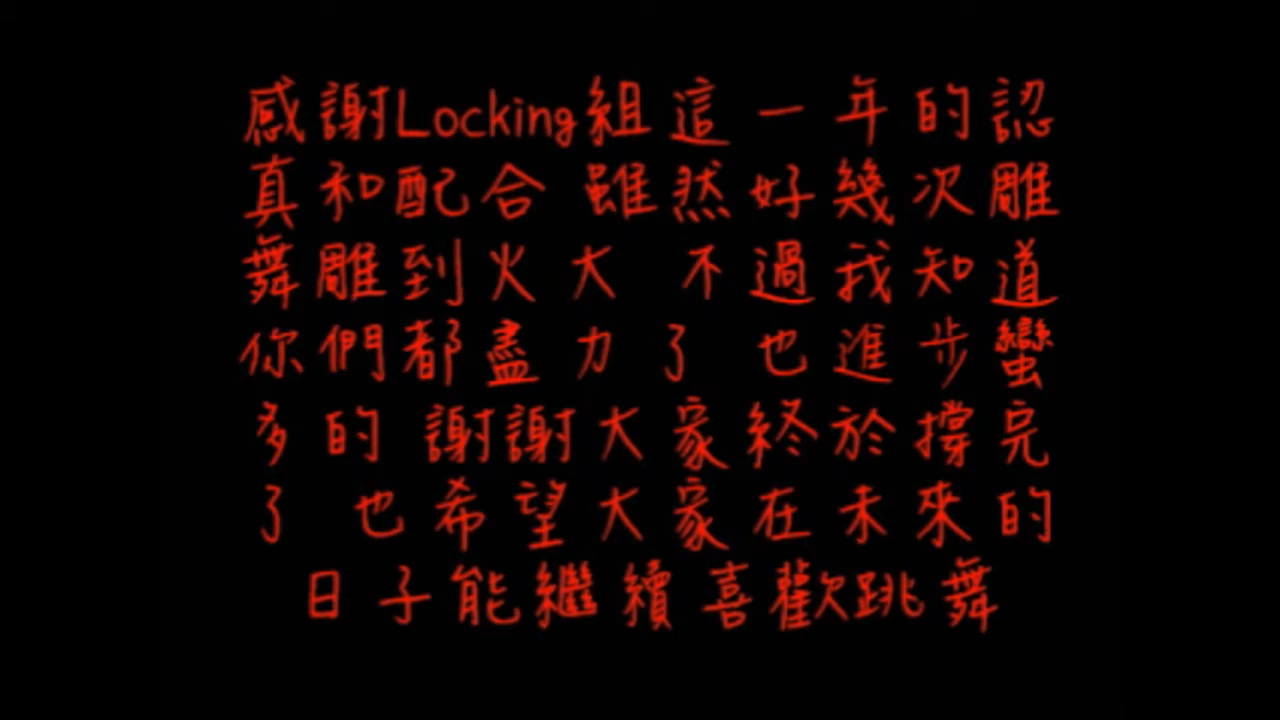 感謝Locking組這一年的認
真和配合 雖然好幾次雕
舞雕到火大 不過我知道
你們都盡力了 也進步蠻
多的 謝謝大家終於撐完
了 也希望大家在未來的
日子能繼續喜歡跳舞